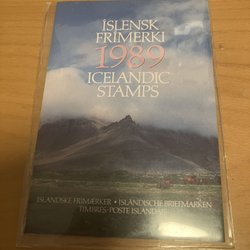 ÍSLENSK
FRÍMERKI
1989
ICELANDIC
STAMPS
ISLANDSKE FRIMÆRKER • ISLÄNDISCHE BRIEFMARKEN
TIMBRES-POSTE ISLANDAIS